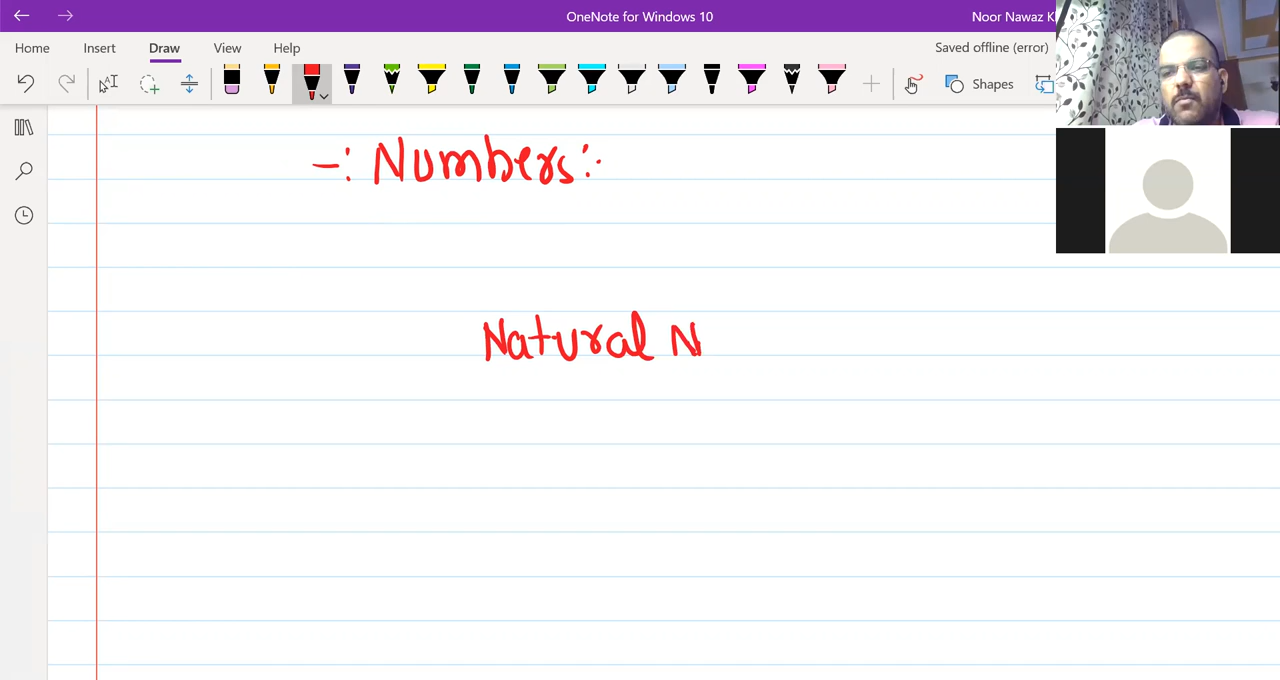 OneNote for Windows 10
Noor Nawaz K
Home Insert Draw View Help
Saved offline (error)
Shapes
-: Numbers :-
Natural N